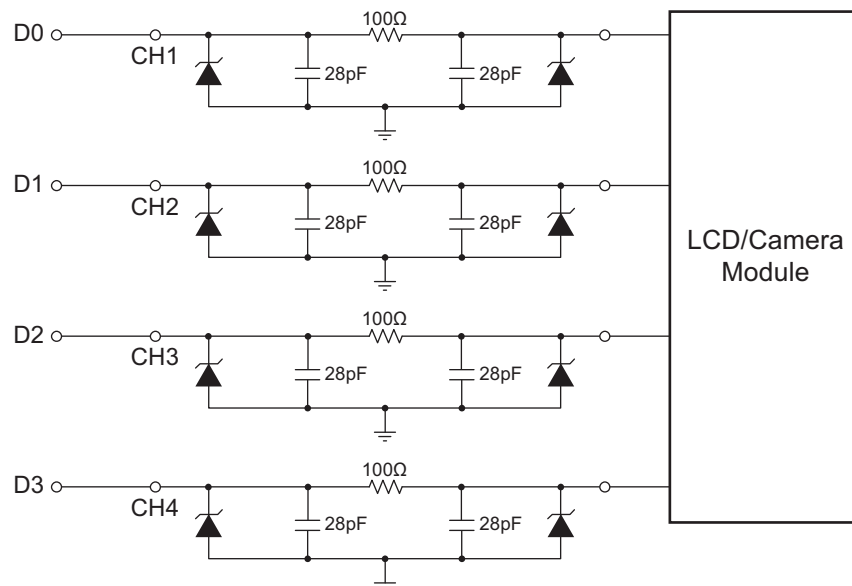 100Ω
D0
CH1
28pF
28pF
100Ω
D1
CH2
28pF
28pF
LCD/Camera
Module
100Ω
D2
CH3
28pF
28pF
100Ω
D3
CH4
28pF
28pF